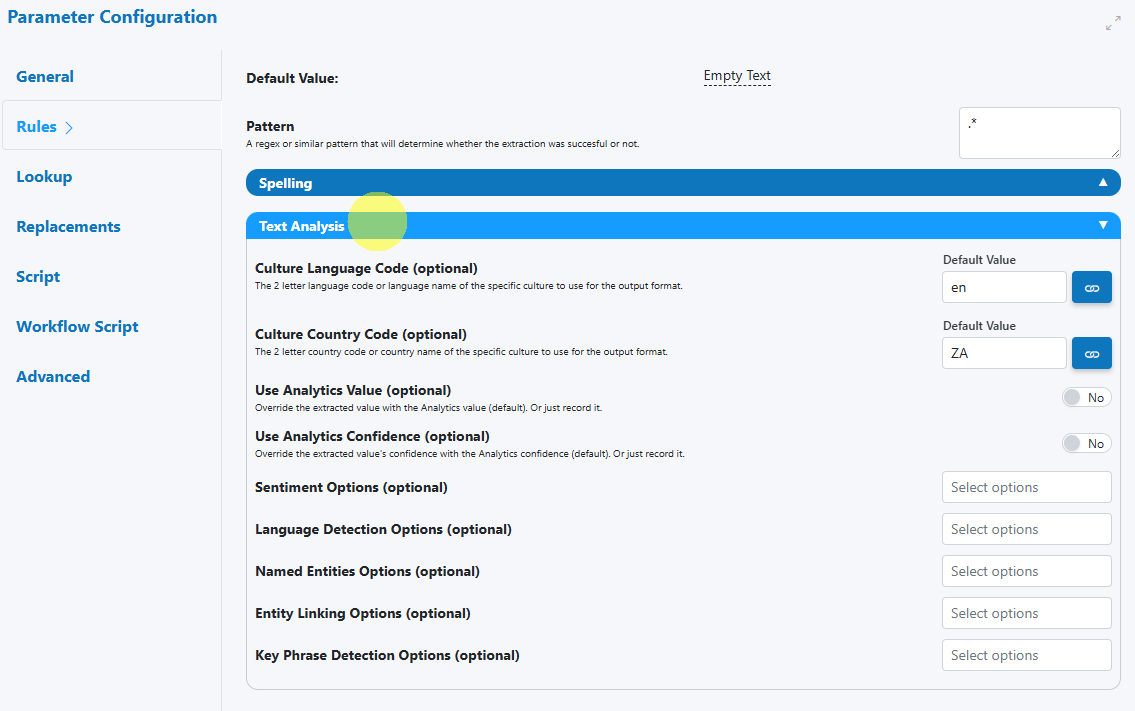 Parameter Configuration
General
Rules
Lookup
Replacements
Script
Workflow Script
Advanced
Default Value:
Empty Text
Pattern
A regex or similar pattern that will determine whether the extraction was succesful or not.
.*
Spelling
Text Analysis
Culture Language Code (optional)
The 2 letter language code or language name of the specific culture to use for the output format.
Default Value
en
Culture Country Code (optional)
The 2 letter country code or country name of the specific culture to use for the output format.
Default Value
ZA
Use Analytics Value (optional)
Override the extracted value with the Analytics value (default). Or just record it.
No
Use Analytics Confidence (optional)
Override the extracted value's confidence with the Analytics confidence (default). Or just record it.
No
Sentiment Options (optional)
Select options
Language Detection Options (optional)
Select options
Named Entities Options (optional)
Select options
Entity Linking Options (optional)
Select options
Key Phrase Detection Options (optional)
Select options